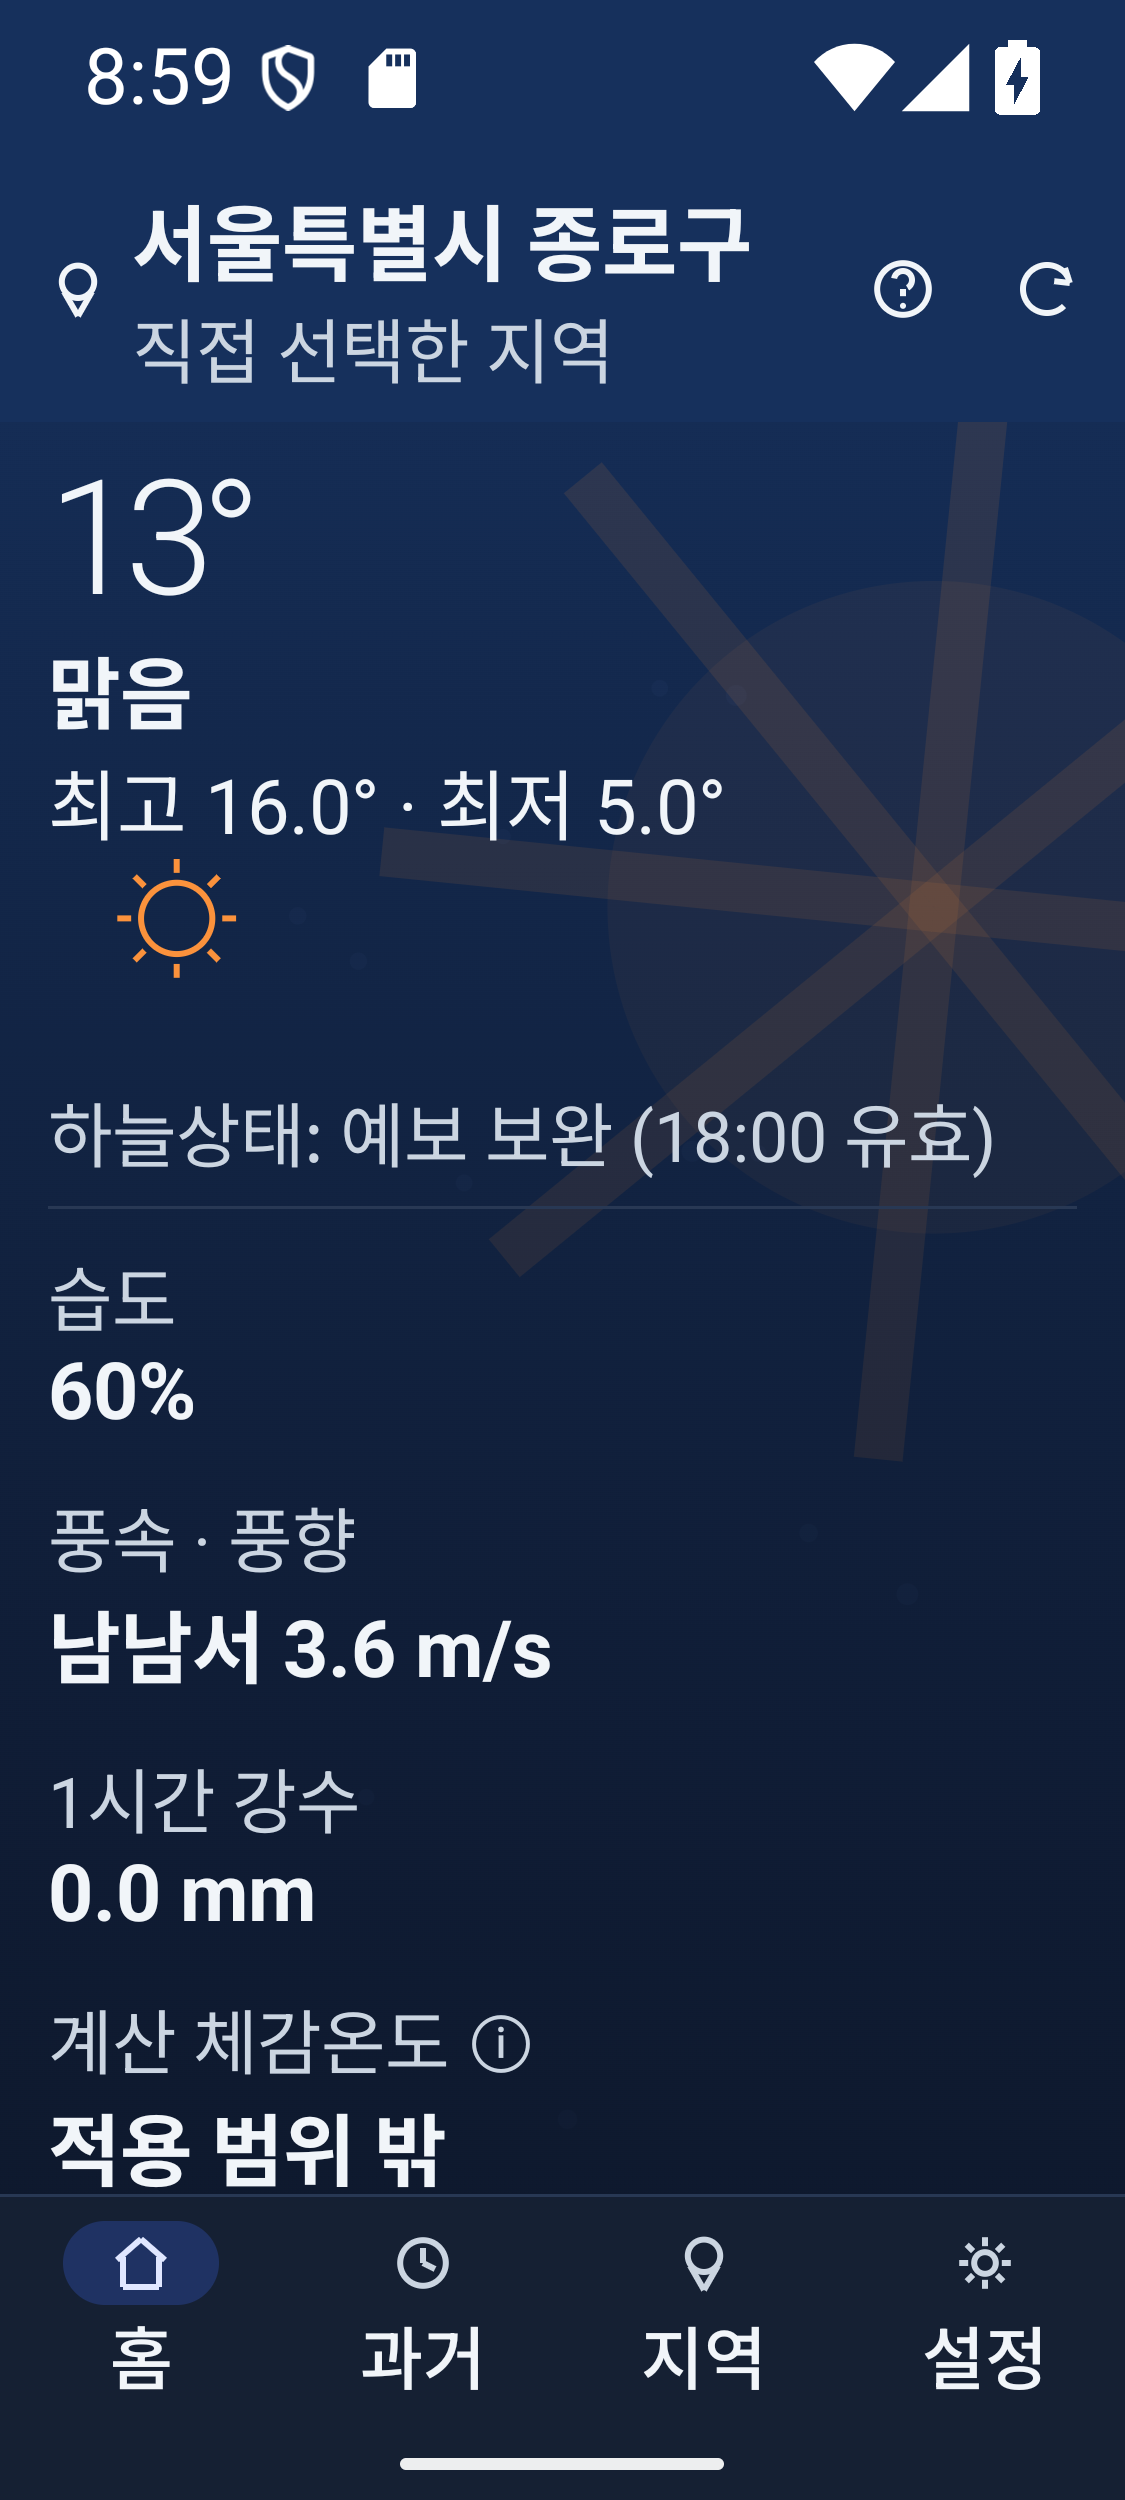 8:59
서울특별시 종로구
직접 선택한 지역
13°
맑음
최고 16.0° · 최저 5.0°
하늘상태: 예보 보완 (18:00 유효)
습도
60%
풍속 · 풍향
남남서 3.6 m/s
1시간 강수
0.0 mm
계산 체감온도
적용 범위 밖
홈
과거
지역
설정